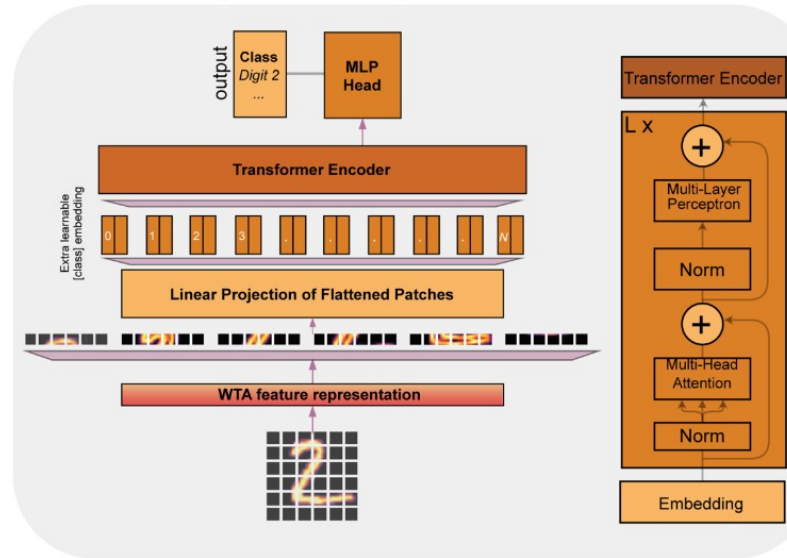 output
Class
Digit 2
...
MLP
Head
Transformer Encoder
Extra learnable
[class] embedding
0 1 2 3 . . . . . N
Linear Projection of Flattened Patches
WTA feature representation
Transformer Encoder
L x
+
Multi-Layer
Perceptron
Norm
+
Multi-Head
Attention
Norm
Embedding
2